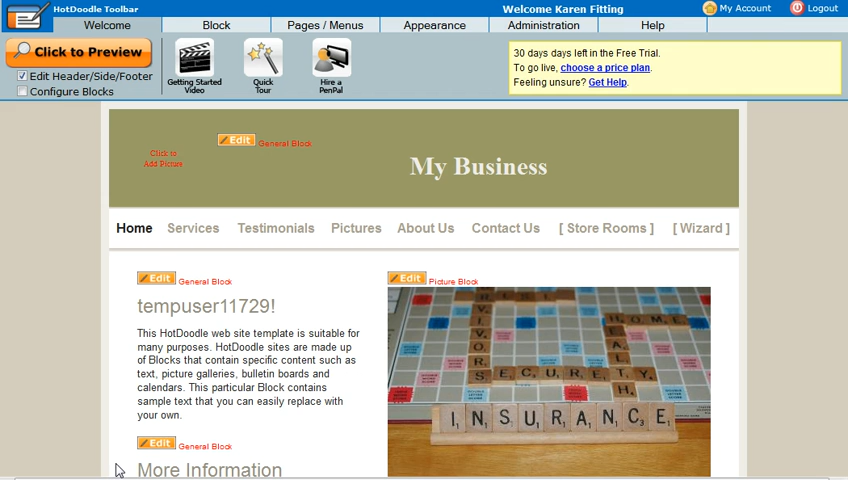 HotDoodle Toolbar
Welcome Karen Fitting
My Account
Logout
Welcome
Block
Pages / Menus
Appearance
Administration
Help
Click to Preview
Edit Header/Side/Footer
Configure Blocks
Getting Started
Video
Quick
Tour
Hire a
PenPal
30 days days left in the Free Trial.
To go live, choose a price plan.
Feeling unsure? Get Help.
Click to
Add Picture
Edit General Block
My Business
Home
Services
Testimonials
Pictures
About Us
Contact Us
[ Store Rooms ]
[ Wizard ]
Edit General Block
tempuser11729!
This HotDoodle web site template is suitable for
many purposes. HotDoodle sites are made up
of Blocks that contain specific content such as
text, picture galleries, bulletin boards and
calendars. This particular Block contains
sample text that you can easily replace with
your own.
Edit General Block
More Information
Edit Picture Block
HOME
HEALTH
SECURETY
INSURANCE